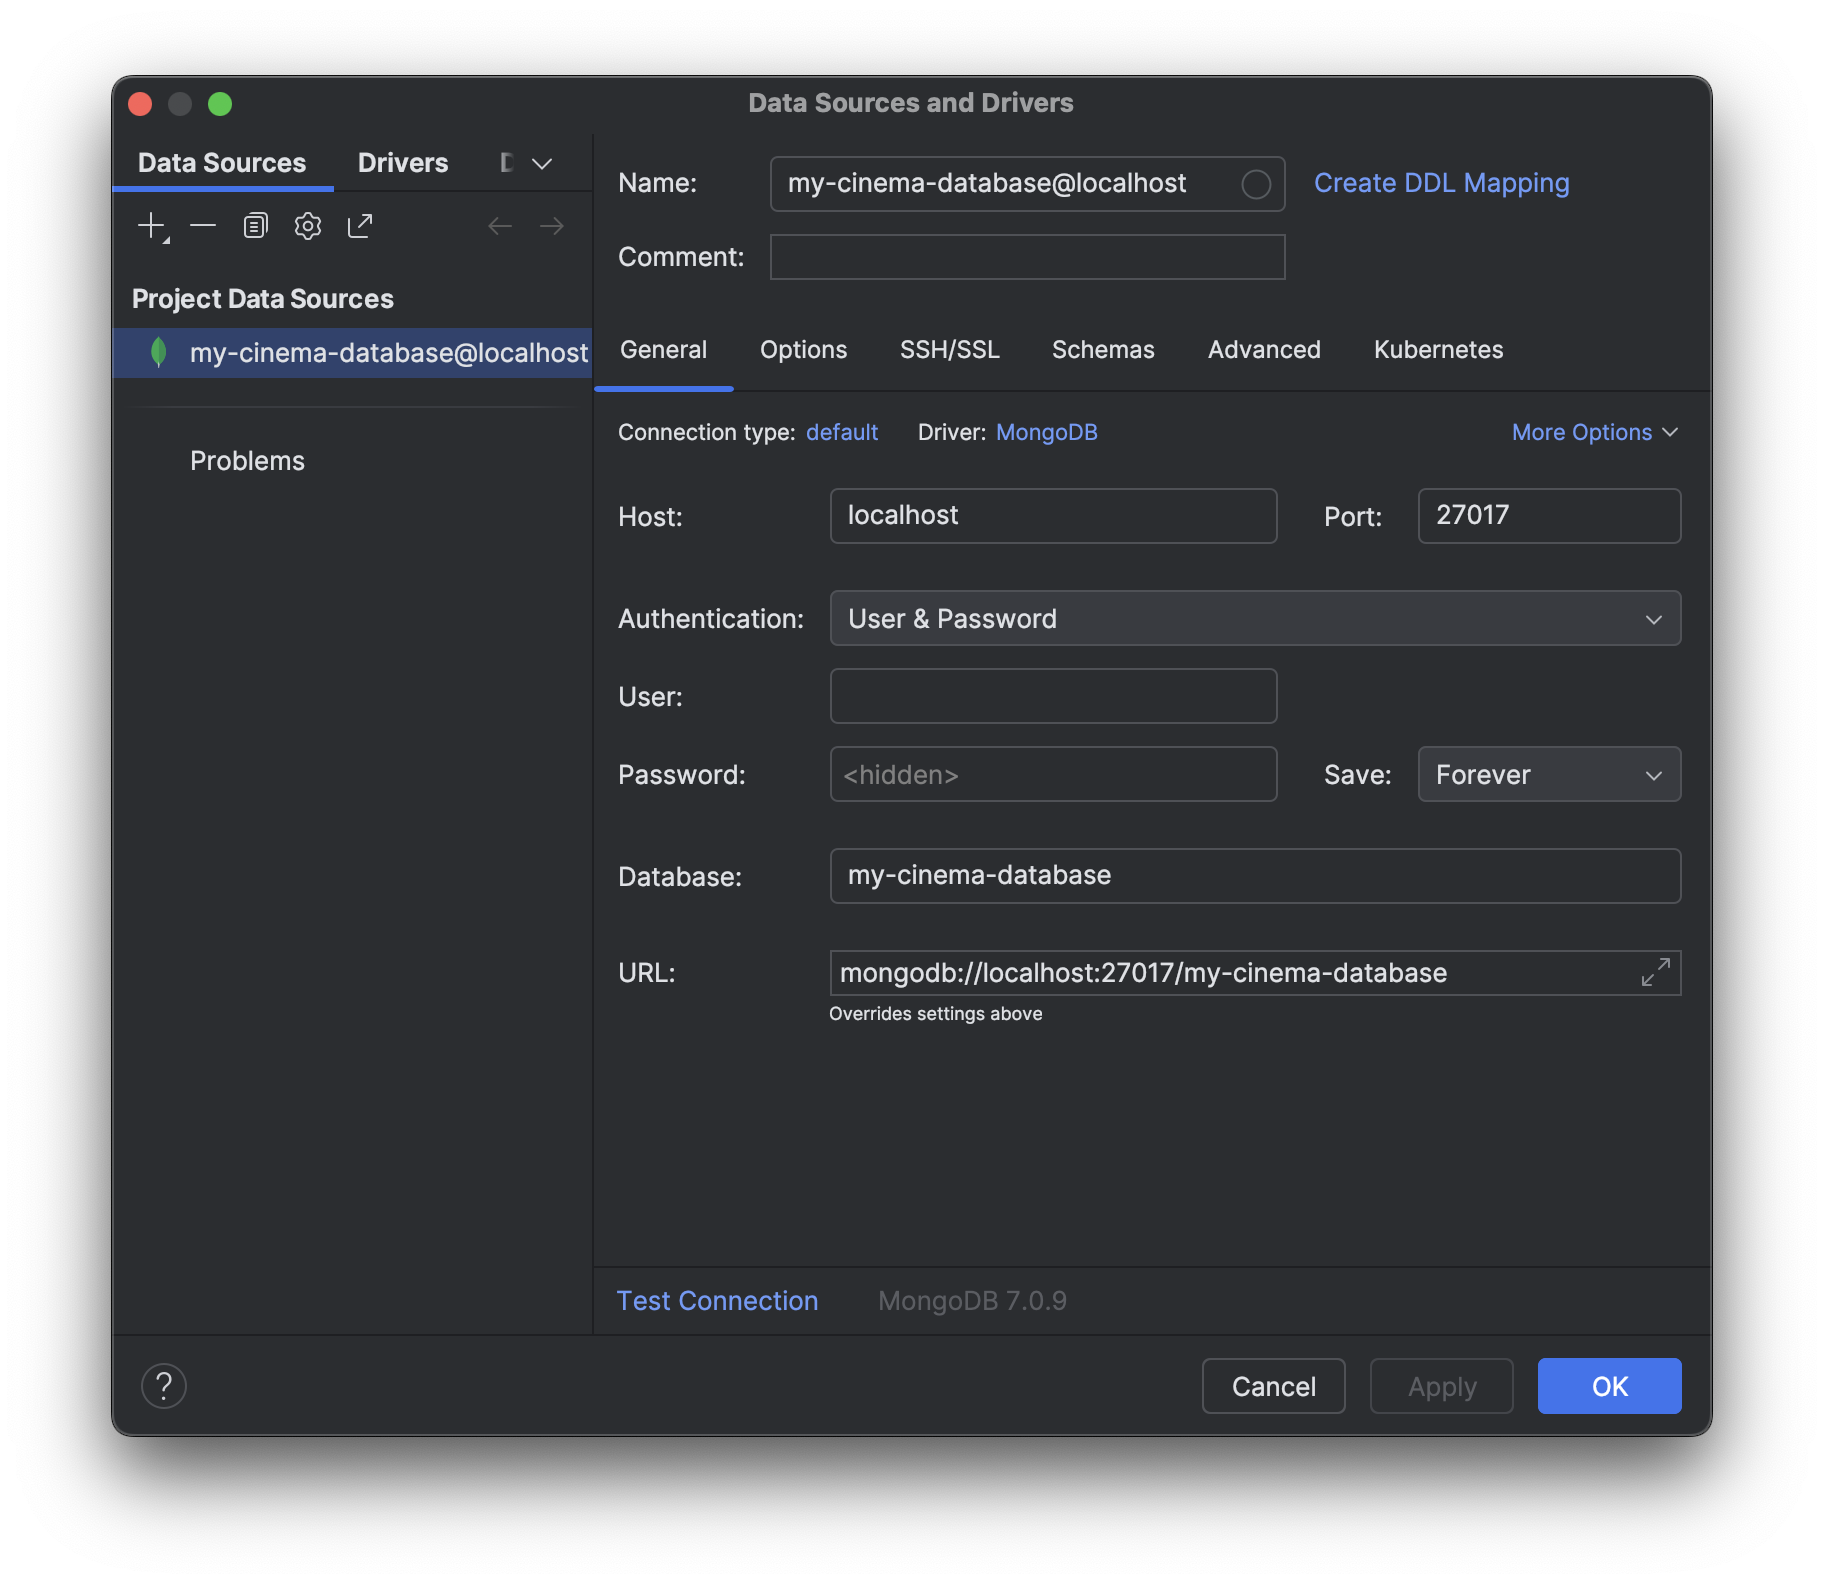 Data Sources and Drivers
Data Sources Drivers
Project Data Sources
my-cinema-database@localhost
Problems
Name: my-cinema-database@localhost Create DDL Mapping
Comment:
General Options SSH/SSL Schemas Advanced Kubernetes
Connection type: default Driver: MongoDB More Options
Host: localhost Port: 27017
Authentication: User & Password
User:
Password: <hidden> Save: Forever
Database: my-cinema-database
URL: mongodb://localhost:27017/my-cinema-database
Overrides settings above
Test Connection MongoDB 7.0.9
? Cancel Apply OK